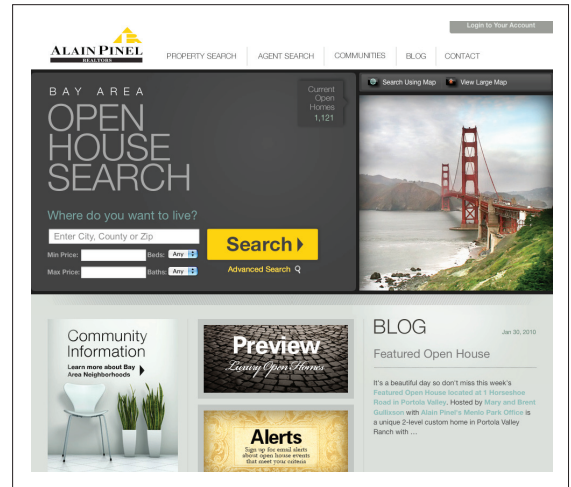 Login to Your Account
ALAIN PINEL
REALTORS
PROPERTY SEARCH
AGENT SEARCH
COMMUNITIES
BLOG
CONTACT
BAY AREA
OPEN
HOUSE
SEARCH
Current
Open
Homes
1,121
Search Using Map
View Large Map
Where do you want to live?
Enter City, County or Zip
Min Price:
Beds:
Any
Max Price:
Baths:
Any
Search
Advanced Search
Community
Information
Learn more about Bay
Area Neighborhoods
Preview
Luxury Open Homes
Alerts
Sign up for email alerts
about open house events
that meet your criteria
BLOG
Jan 30, 2010
Featured Open House
It's a beautiful day so don't miss this week's
Featured Open House located at 1 Horseshoe
Road in Portola Valley. Hosted by Mary and Brent
Gullixson with Alain Pinel's Menlo Park Office is
a unique 2-level custom home in Portola Valley
Ranch with ...